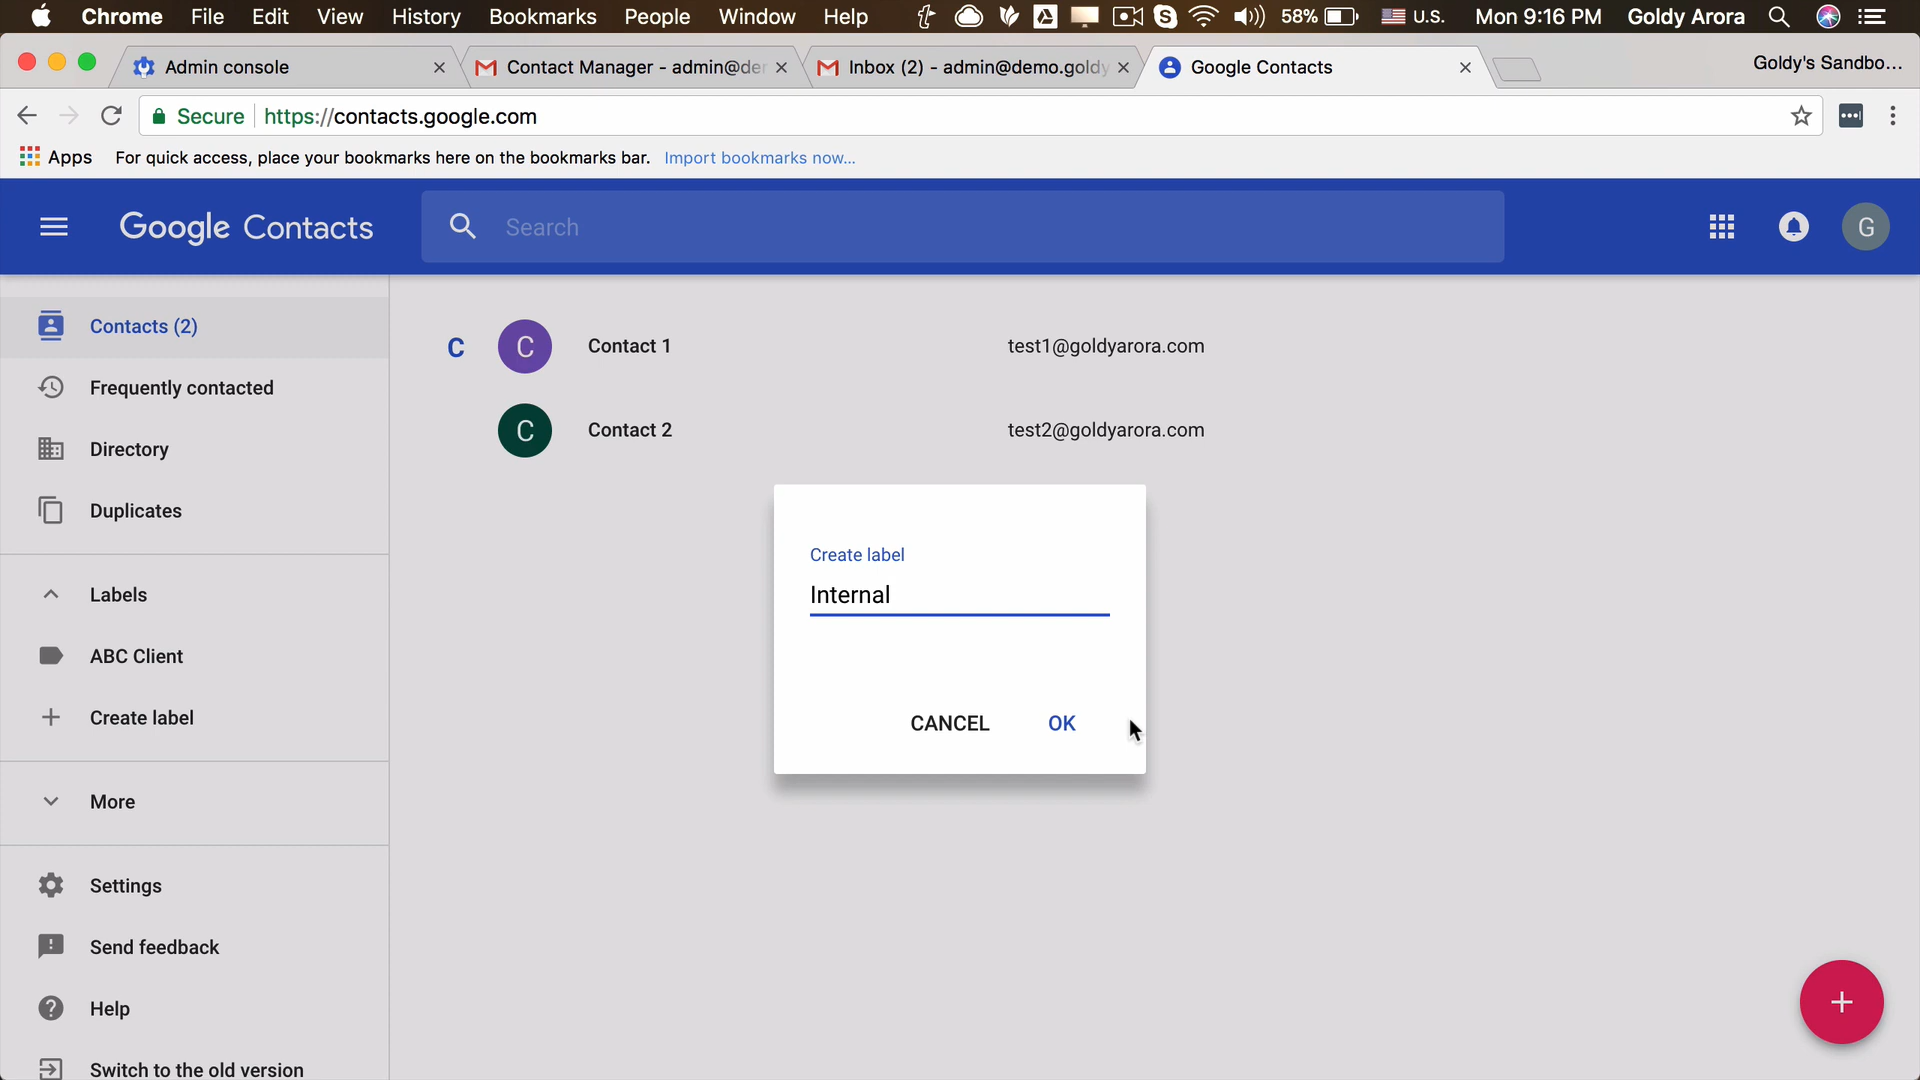 Chrome File Edit View History Bookmarks People Window Help 58% U.S. Mon 9:16 PM Goldy Arora
Admin console
Contact Manager - admin@de
Inbox (2) - admin@demo.goldy
Google Contacts
Goldy's Sandbo...
Secure https://contacts.google.com
Apps For quick access, place your bookmarks here on the bookmarks bar. Import bookmarks now...
Google Contacts Search G
Contacts (2)
Frequently contacted
Directory
Duplicates
Labels
ABC Client
Create label
More
Settings
Send feedback
Help
Switch to the old version
C C Contact 1 test1@goldyarora.com
C Contact 2 test2@goldyarora.com
Create label
Internal
CANCEL OK